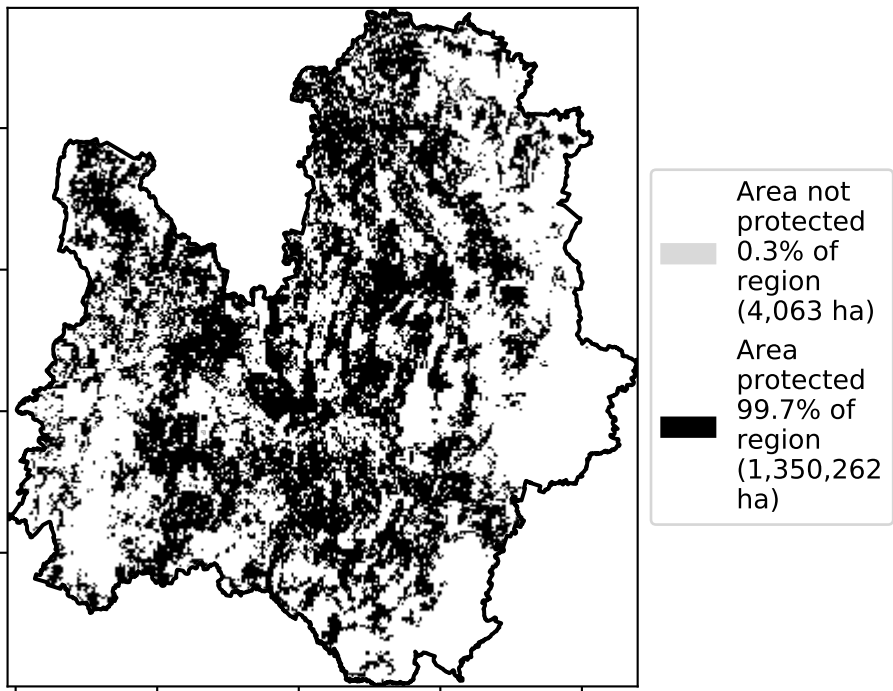 Area not
protected
0.3% of
region
(4,063 ha)
Area
protected
99.7% of
region
(1,350,262
ha)